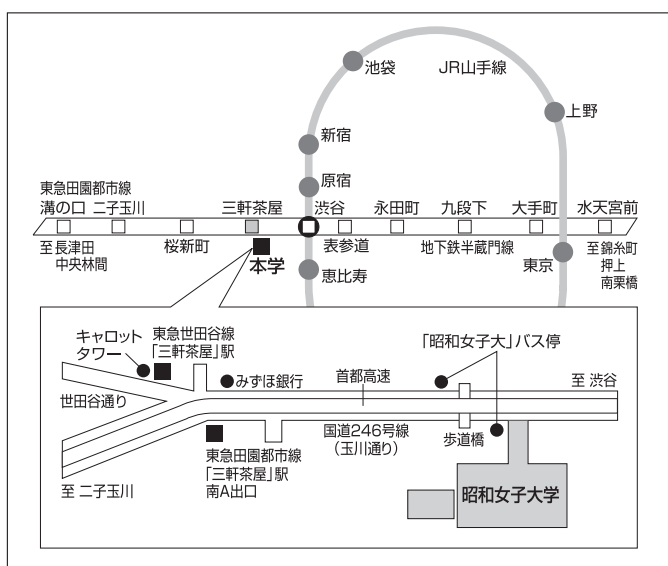 池袋
JR山手線
上野
新宿
原宿
東急田園都市線
溝の口
二子玉川
三軒茶屋
渋谷
永田町
九段下
大手町
水天宮前
至長津田
中央林間
桜新町
本学
表参道
地下鉄半蔵門線
恵比寿
東京
至錦糸町
押上
南栗橋
キャロット
タワー
東急世田谷線
「三軒茶屋」駅
「昭和女子大」バス停
みずほ銀行
首都高速
至 渋谷
世田谷通り
国道246号線
(玉川通り)
歩道橋
東急田園都市線
「三軒茶屋」駅
南A出口
至 二子玉川
昭和女子大学